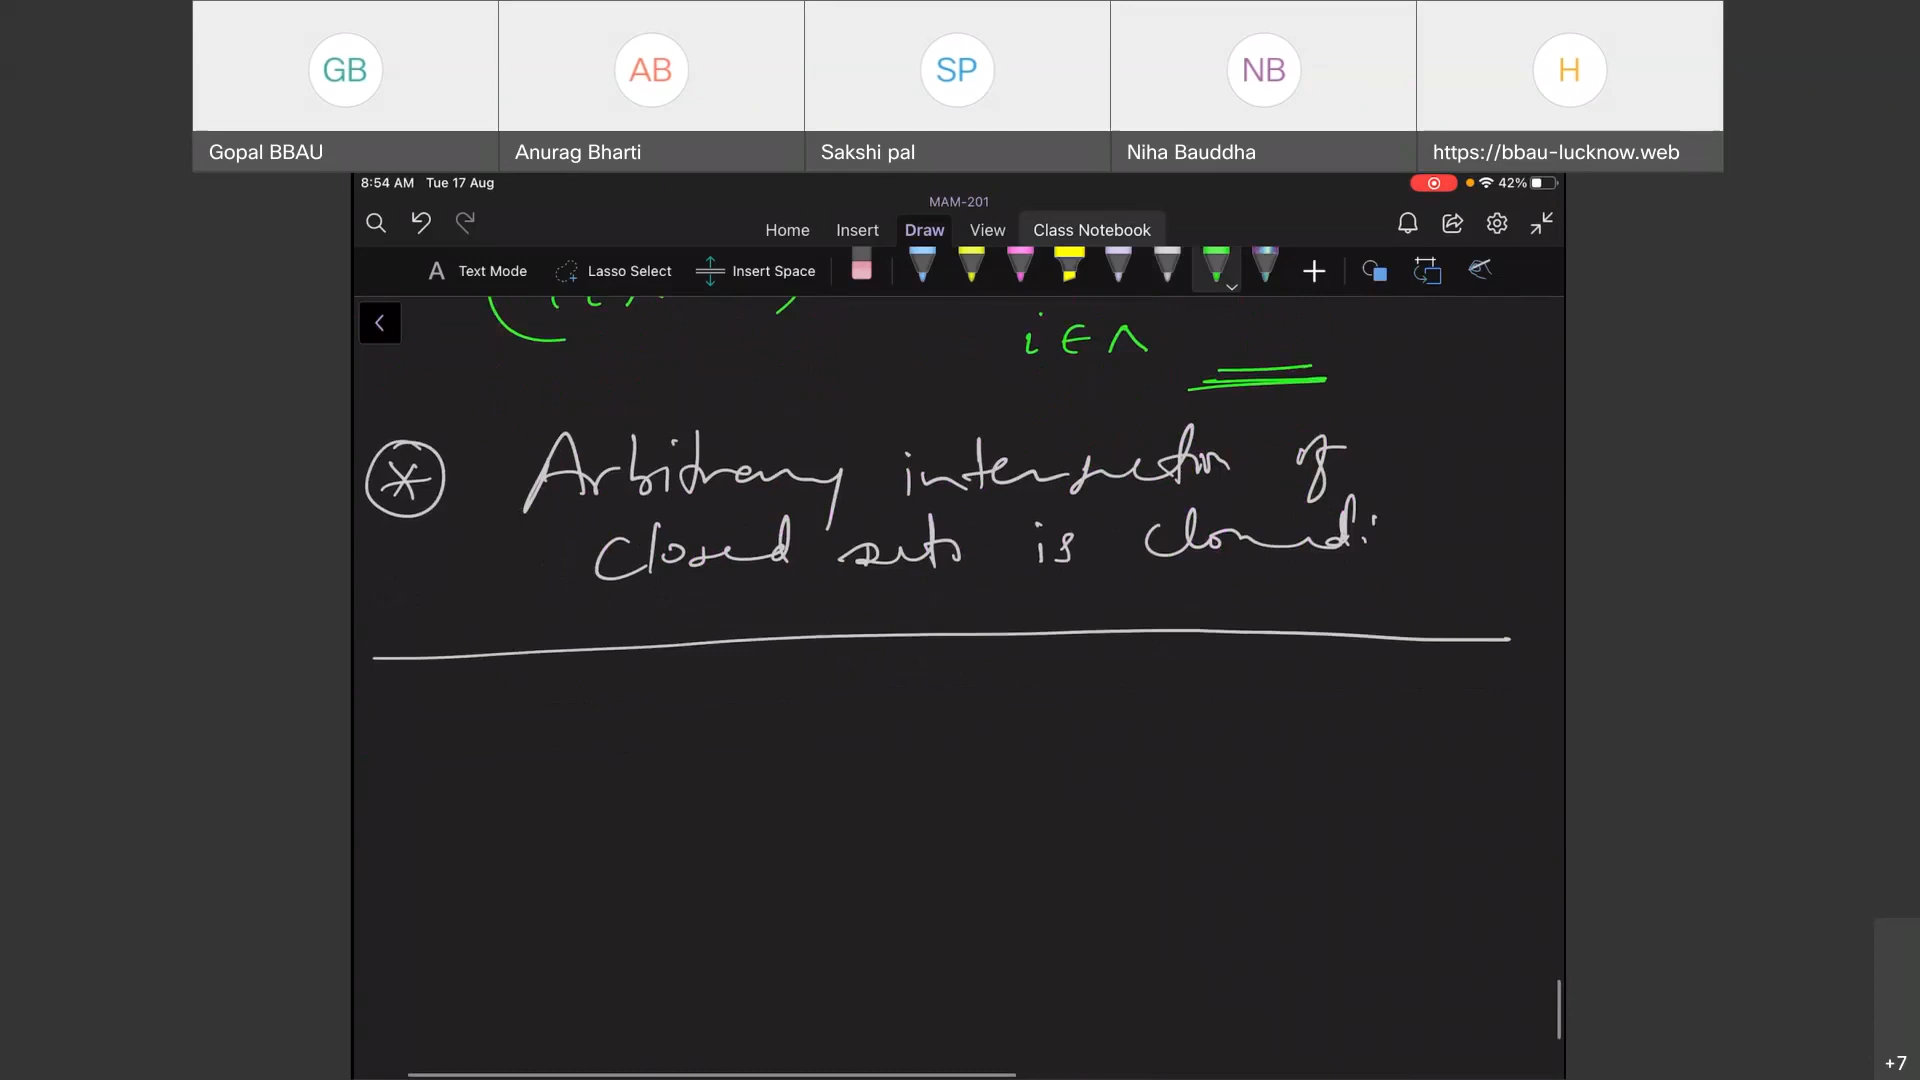 GB AB SP NB H
Gopal BBAU Anurag Bharti Sakshi pal Niha Bauddha https://bbau-lucknow.web
8:54 AM Tue 17 Aug 42%
MAM-201
Home Insert Draw View Class Notebook
A Text Mode Lasso Select Insert Space
i ∈ Λ
* Arbitrary intersection of
closed sets is closed.
+7